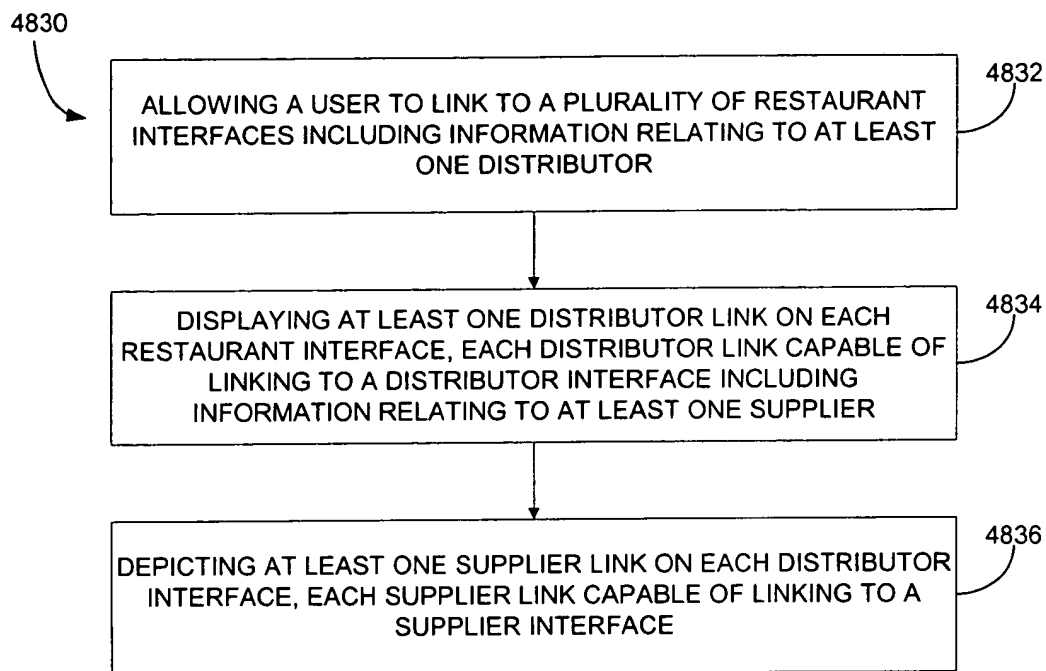 4830
4832
ALLOWING A USER TO LINK TO A PLURALITY OF RESTAURANT
INTERFACES INCLUDING INFORMATION RELATING TO AT LEAST
ONE DISTRIBUTOR
4834
DISPLAYING AT LEAST ONE DISTRIBUTOR LINK ON EACH
RESTAURANT INTERFACE, EACH DISTRIBUTOR LINK CAPABLE OF
LINKING TO A DISTRIBUTOR INTERFACE INCLUDING
INFORMATION RELATING TO AT LEAST ONE SUPPLIER
4836
DEPICTING AT LEAST ONE SUPPLIER LINK ON EACH DISTRIBUTOR
INTERFACE, EACH SUPPLIER LINK CAPABLE OF LINKING TO A
SUPPLIER INTERFACE